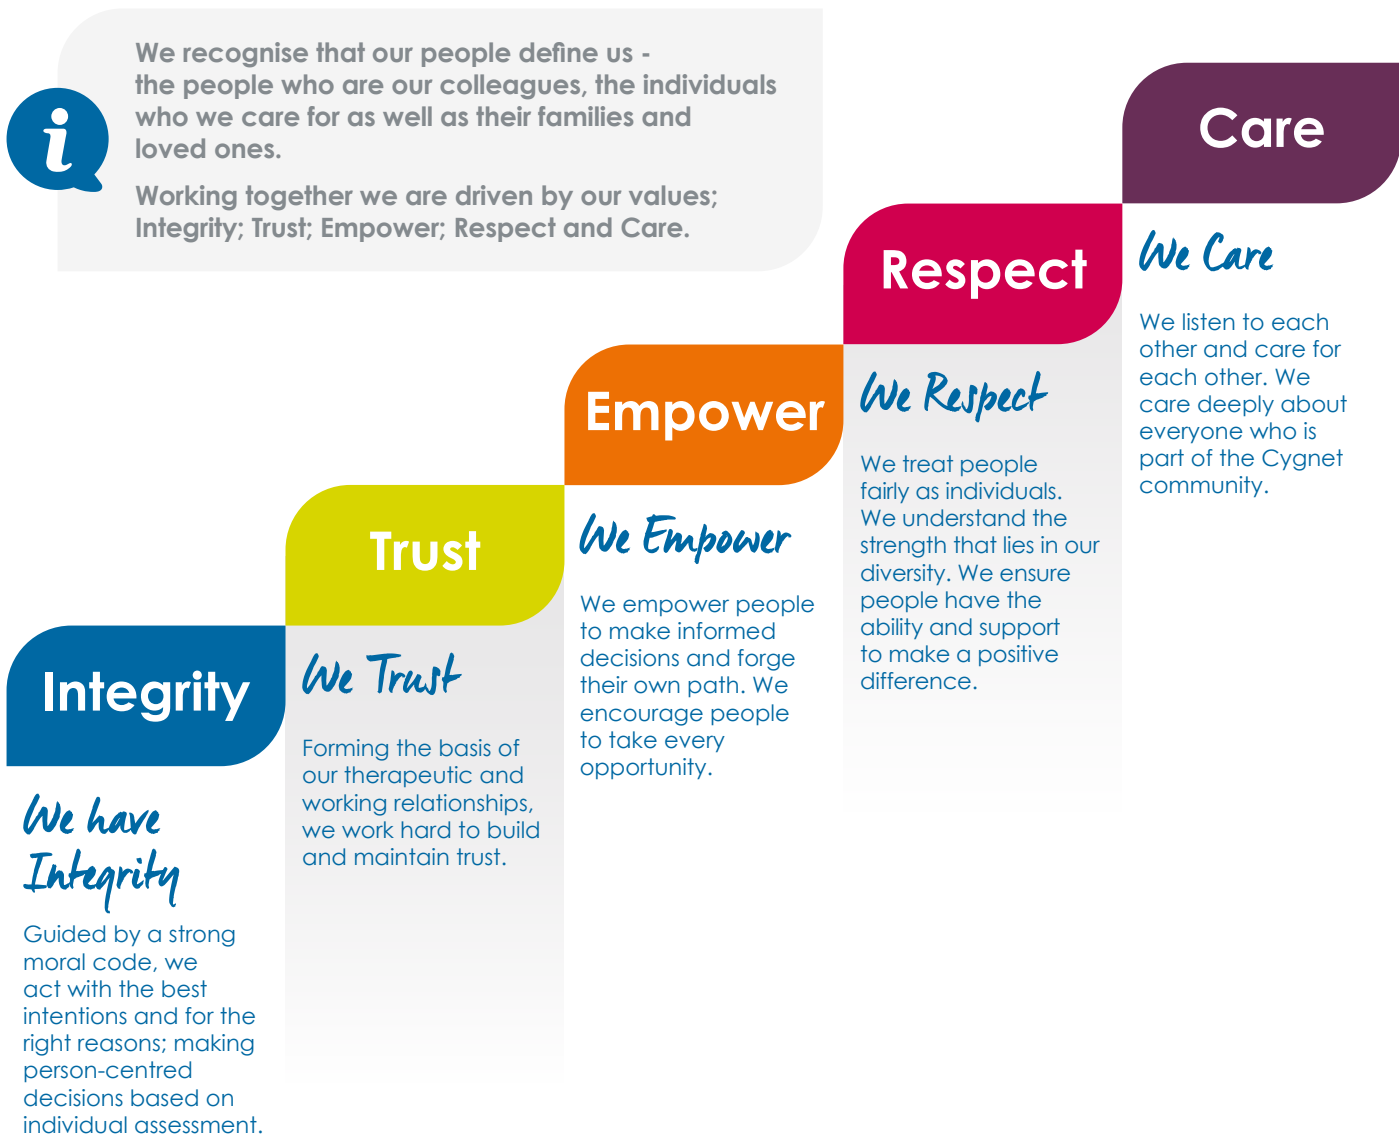 We recognise that our people define us -
the people who are our colleagues, the individuals
who we care for as well as their families and
loved ones.
Working together we are driven by our values;
Integrity; Trust; Empower; Respect and Care.
i
Integrity
We have
Integrity
Guided by a strong
moral code, we
act with the best
intentions and for the
right reasons; making
person-centred
decisions based on
individual assessment.
Trust
We Trust
Forming the basis of
our therapeutic and
working relationships,
we work hard to build
and maintain trust.
Empower
We Empower
We empower people
to make informed
decisions and forge
their own path. We
encourage people
to take every
opportunity.
Respect
We Respect
We treat people
fairly as individuals.
We understand the
strength that lies in our
diversity. We ensure
people have the
ability and support
to make a positive
difference.
Care
We Care
We listen to each
other and care for
each other. We
care deeply about
everyone who is
part of the Cygnet
community.